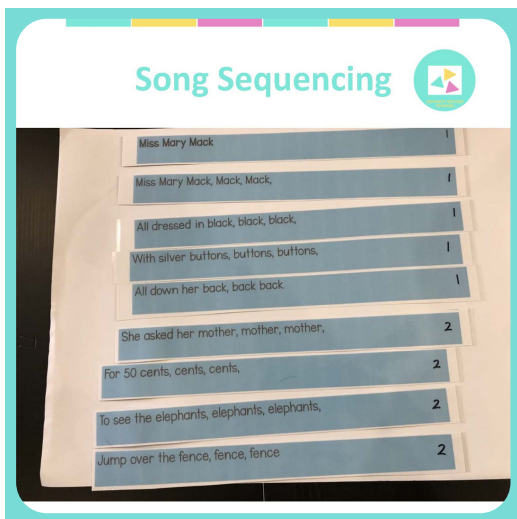 Song Sequencing
Miss Mary Mack 1
Miss Mary Mack, Mack, Mack, 1
All dressed in black, black, black, 1
With silver buttons, buttons, buttons, 1
All down her back, back back. 1
She asked her mother, mother, mother, 2
For 50 cents, cents, cents, 2
To see the elephants, elephants, elephants, 2
Jump over the fence, fence, fence 2